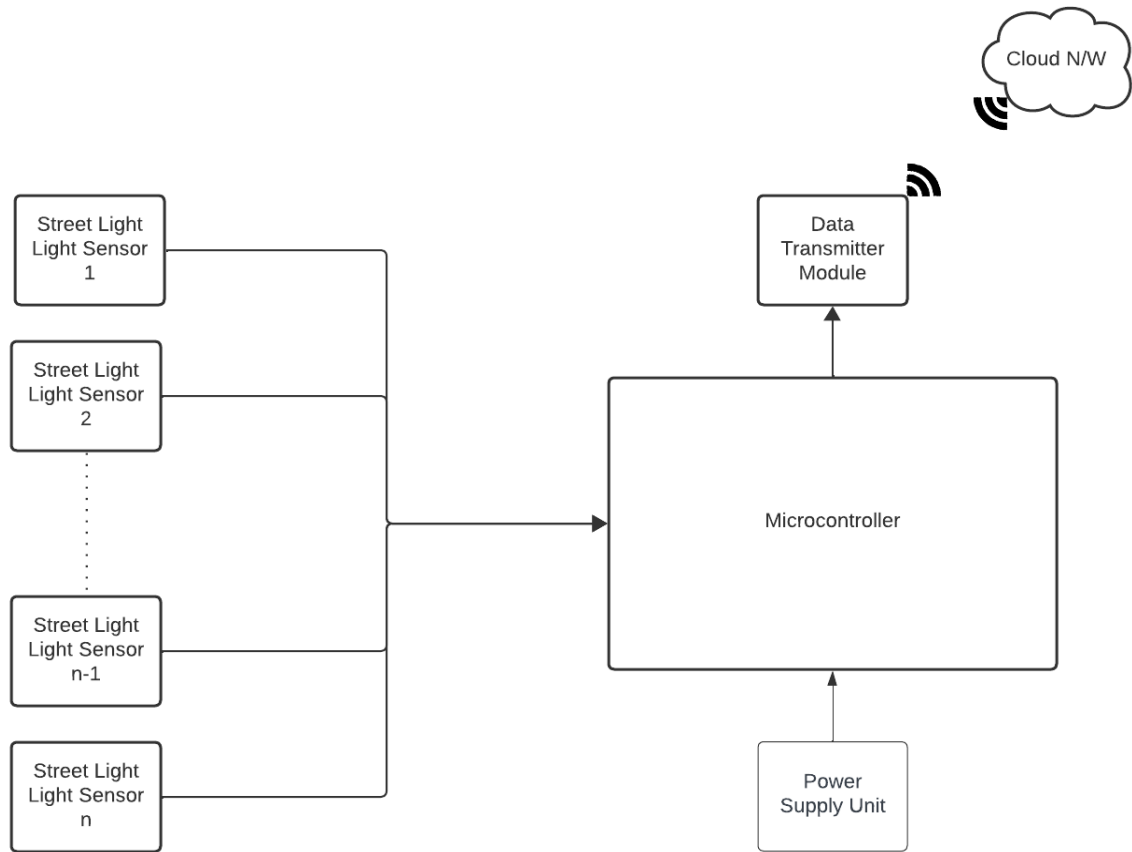 Cloud N/W
Street Light
Light Sensor
1
Data
Transmitter
Module
Street Light
Light Sensor
2
Microcontroller
Street Light
Light Sensor
n-1
Street Light
Light Sensor
n
Power
Supply Unit